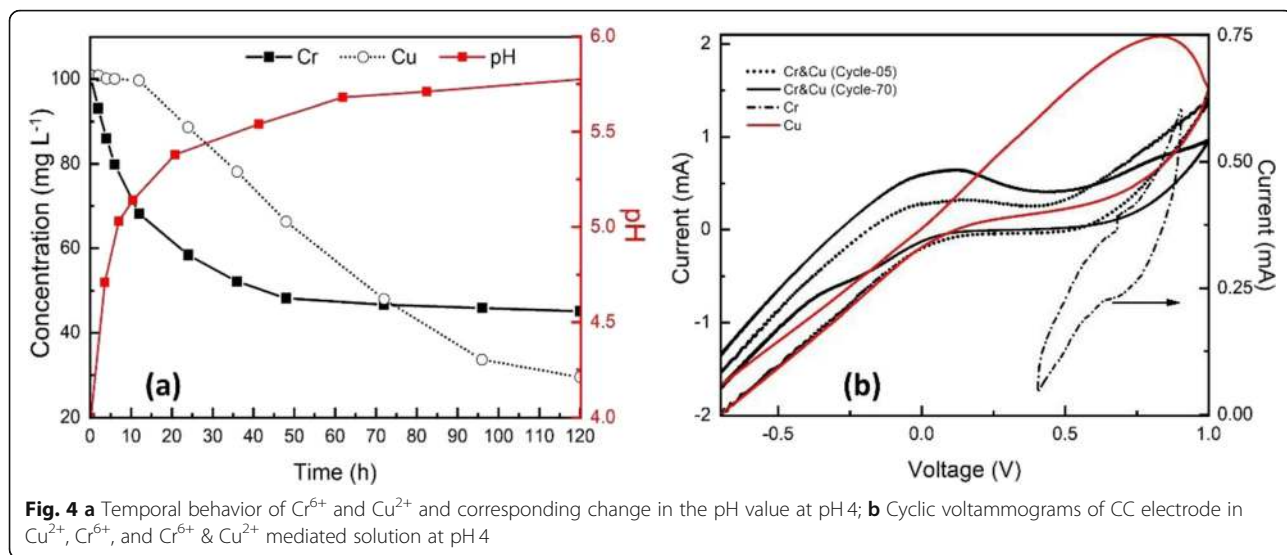 Cr Cu pH
Concentration (mg L⁻¹)
100
80
60
40
20
6.0
5.5
5.0
4.5
4.0
pH
0 10 20 30 40 50 60 70 80 90 100 110 120
Time (h)
(a)
Cr&Cu (Cycle-05)
Cr&Cu (Cycle-70)
Cr
Cu
Current (mA)
2
1
0
-1
-2
0.75
0.50
0.25
0.00
Current (mA)
-0.5 0.0 0.5 1.0
Voltage (V)
(b)
Fig. 4 a Temporal behavior of Cr⁶⁺ and Cu²⁺ and corresponding change in the pH value at pH 4; b Cyclic voltammograms of CC electrode in
Cu²⁺, Cr⁶⁺, and Cr⁶⁺ & Cu²⁺ mediated solution at pH 4